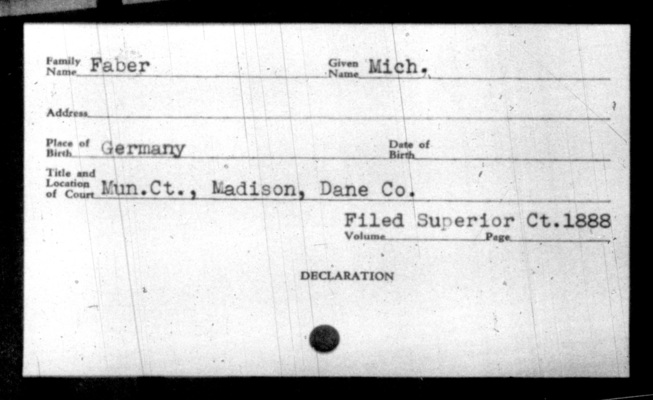 Family Name Faber Given Name Mich.
Address
Place of Birth Germany Date of Birth
Title and Location of Court Mun.Ct., Madison, Dane Co.
Filed Superior Ct.1888
Volume Page
DECLARATION